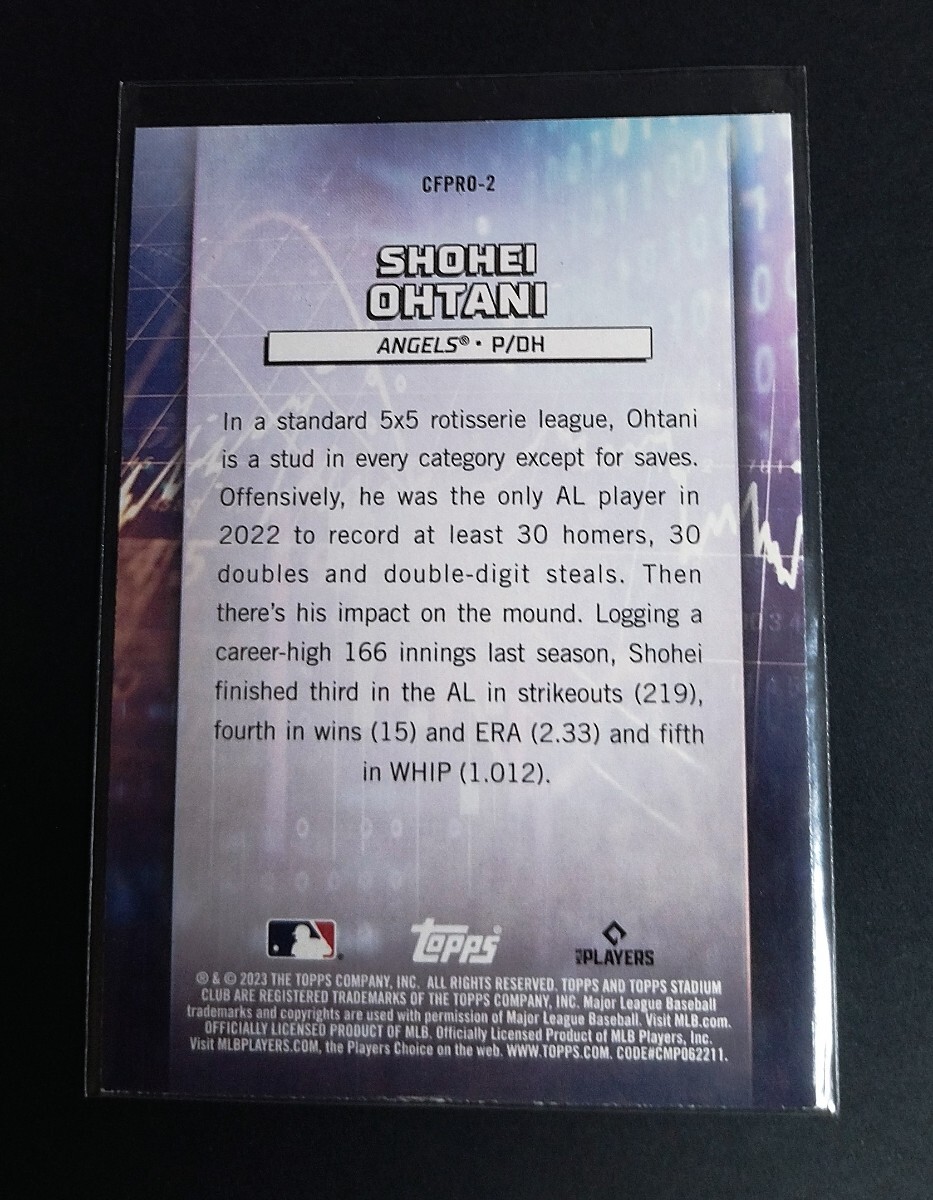 CFPRO-2
SHOHEI
OHTANI
ANGELS® • P/DH
In a standard 5x5 rotisserie league, Ohtani
is a stud in every category except for saves.
Offensively, he was the only AL player in
2022 to record at least 30 homers, 30
doubles and double-digit steals. Then
there's his impact on the mound. Logging a
career-high 166 innings last season, Shohei
finished third in the AL in strikeouts (219),
fourth in wins (15) and ERA (2.33) and fifth
in WHIP (1.012).
topps®
PLAYERS
® & © 2023 THE TOPPS COMPANY, INC. ALL RIGHTS RESERVED. TOPPS AND TOPPS STADIUM
CLUB ARE REGISTERED TRADEMARKS OF THE TOPPS COMPANY, INC. Major League Baseball
trademarks and copyrights are used with permission of Major League Baseball. Visit MLB.com.
OFFICIALLY LICENSED PRODUCT OF MLB. Officially Licensed Product of MLB Players, Inc.
Visit MLBPLAYERS.COM, the Players Choice on the web. WWW.TOPPS.COM. CODE#CMP062211.